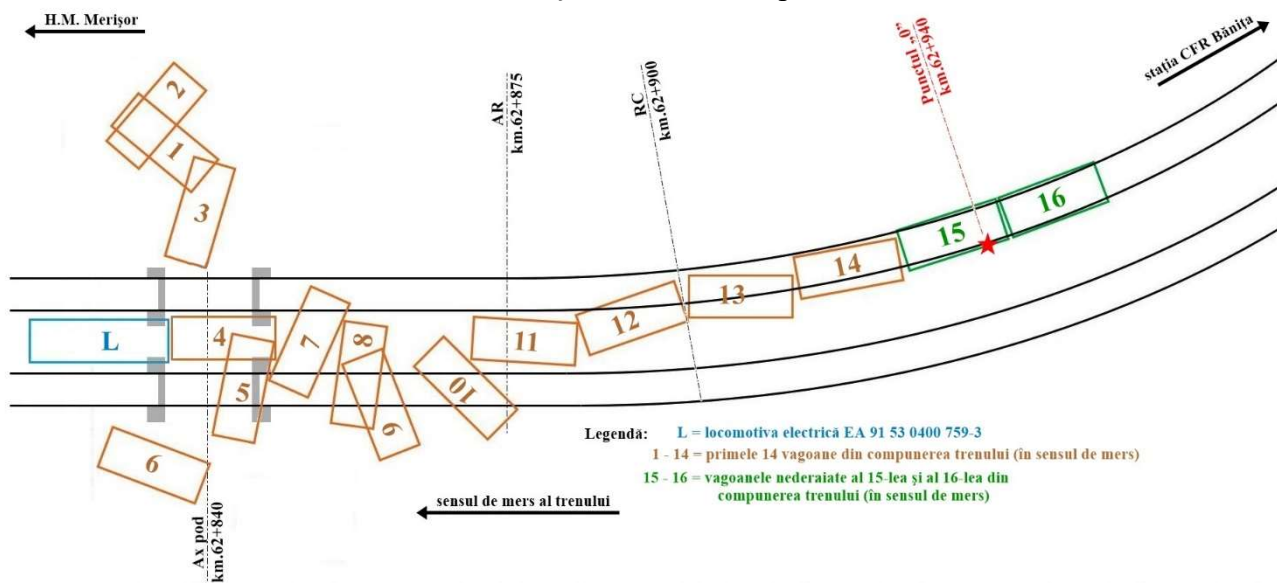 H.M. Merişor
staţia CFR Băniţa
Punctul „0”
km.62+940
RC
km.62+900
AR
km.62+875
2
1
3
16
15
14
13
12
11
L
4
7
8
5
10
9
6
Legendă: L = locomotiva electrică EA 91 53 0400 759-3
1 - 14 = primele 14 vagoane din compunerea trenului (în sensul de mers)
15 - 16 = vagoanele nederaiate al 15-lea şi al 16-lea din
compunerea trenului (în sensul de mers)
sensul de mers al trenului
Ax pod
km.62+840